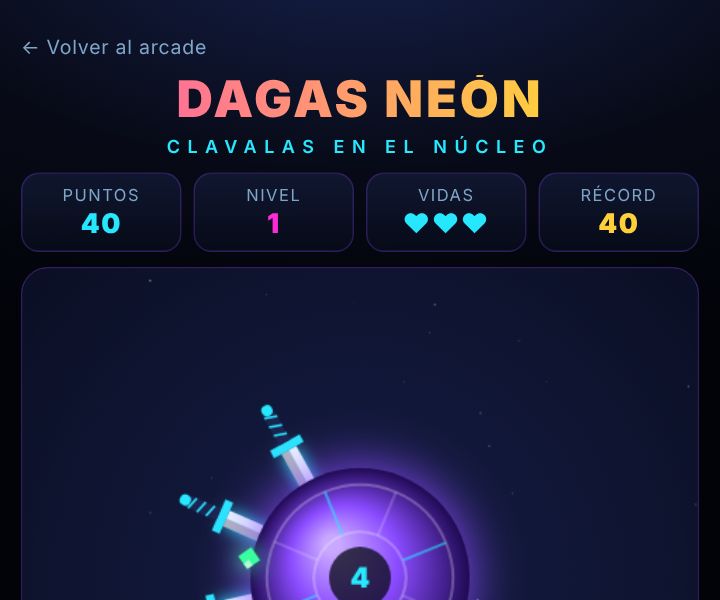 ← Volver al arcade
DAGAS NEÓN
CLAVALAS EN EL NÚCLEO
PUNTOS
40
NIVEL
1
VIDAS
RÉCORD
40
4